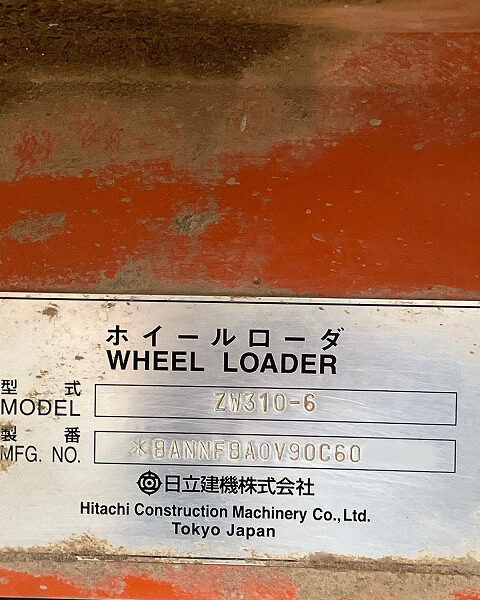 ホイールローダ
WHEEL LOADER
型式
MODEL
ZW310-6
製番
MFG. NO.
*8ANNF8A0V90C60
日立建機株式会社
Hitachi Construction Machinery Co., Ltd.
Tokyo Japan